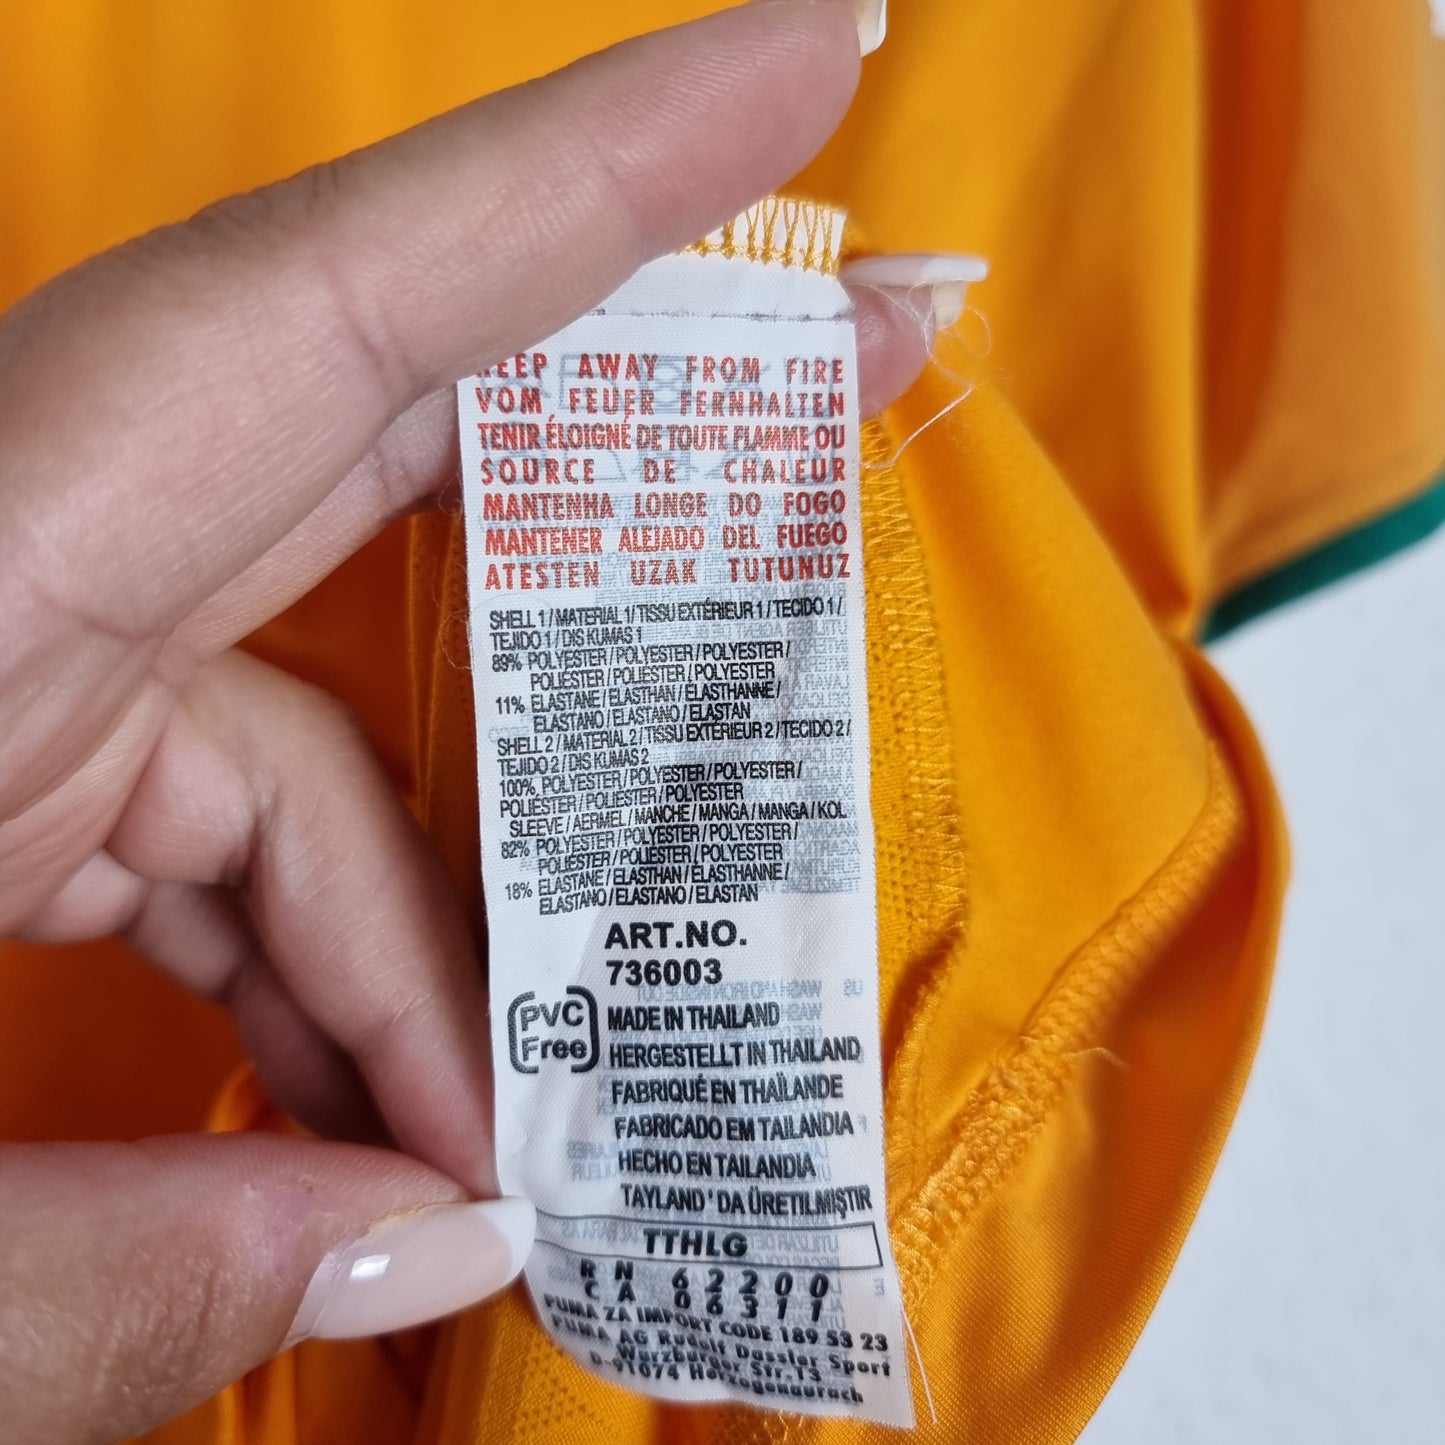 KEEP AWAY FROM FIRE
VOM FEUER FERNHALTEN
TENIR ÉLOIGNÉ DE TOUTE FLAMME OU
SOURCE DE CHALEUR
MANTENHA LONGE DO FOGO
MANTENER ALEJADO DEL FUEGO
ATESTEN UZAK TUTUNUZ
SHELL 1 / MATERIAL 1 / TISSU EXTÉRIEUR 1 / TECIDO 1 /
TEJIDO 1 / DIS KUMAS 1
89% POLYESTER / POLYESTER / POLYESTER /
POLIÉSTER / POLIÉSTER / POLYESTER
11% ELASTANE / ELASTHAN / ÉLASTHANNE /
ELASTANO / ELASTANO / ELASTAN
SHELL 2 / MATERIAL 2 / TISSU EXTÉRIEUR 2 / TECIDO 2 /
TEJIDO 2 / DIS KUMAS 2
100% POLYESTER / POLYESTER / POLYESTER /
POLIÉSTER / POLIÉSTER / POLYESTER
SLEEVE / AERMEL / MANCHE / MANGA / MANGA / KOL
82% POLYESTER / POLYESTER / POLYESTER /
POLIÉSTER / POLIÉSTER / POLYESTER
18% ELASTANE / ELASTHAN / ÉLASTHANNE /
ELASTANO / ELASTANO / ELASTAN
ART.NO.
736003
PVC
Free
MADE IN THAILAND
HERGESTELLT IN THAILAND
FABRIQUÉ EN THAÏLANDE
FABRICADO EM TAILANDIA
HECHO EN TAILANDIA
TAYLAND' DA ÜRETILMIŞTIR
TTHLG
RN 62200
CA 06311
PUMA ZA IMPORT CODE 189 53 23
PUMA AG Rudolf Dassler Sport
Wurzburger Str.13
D-91074 Herzogenaurach